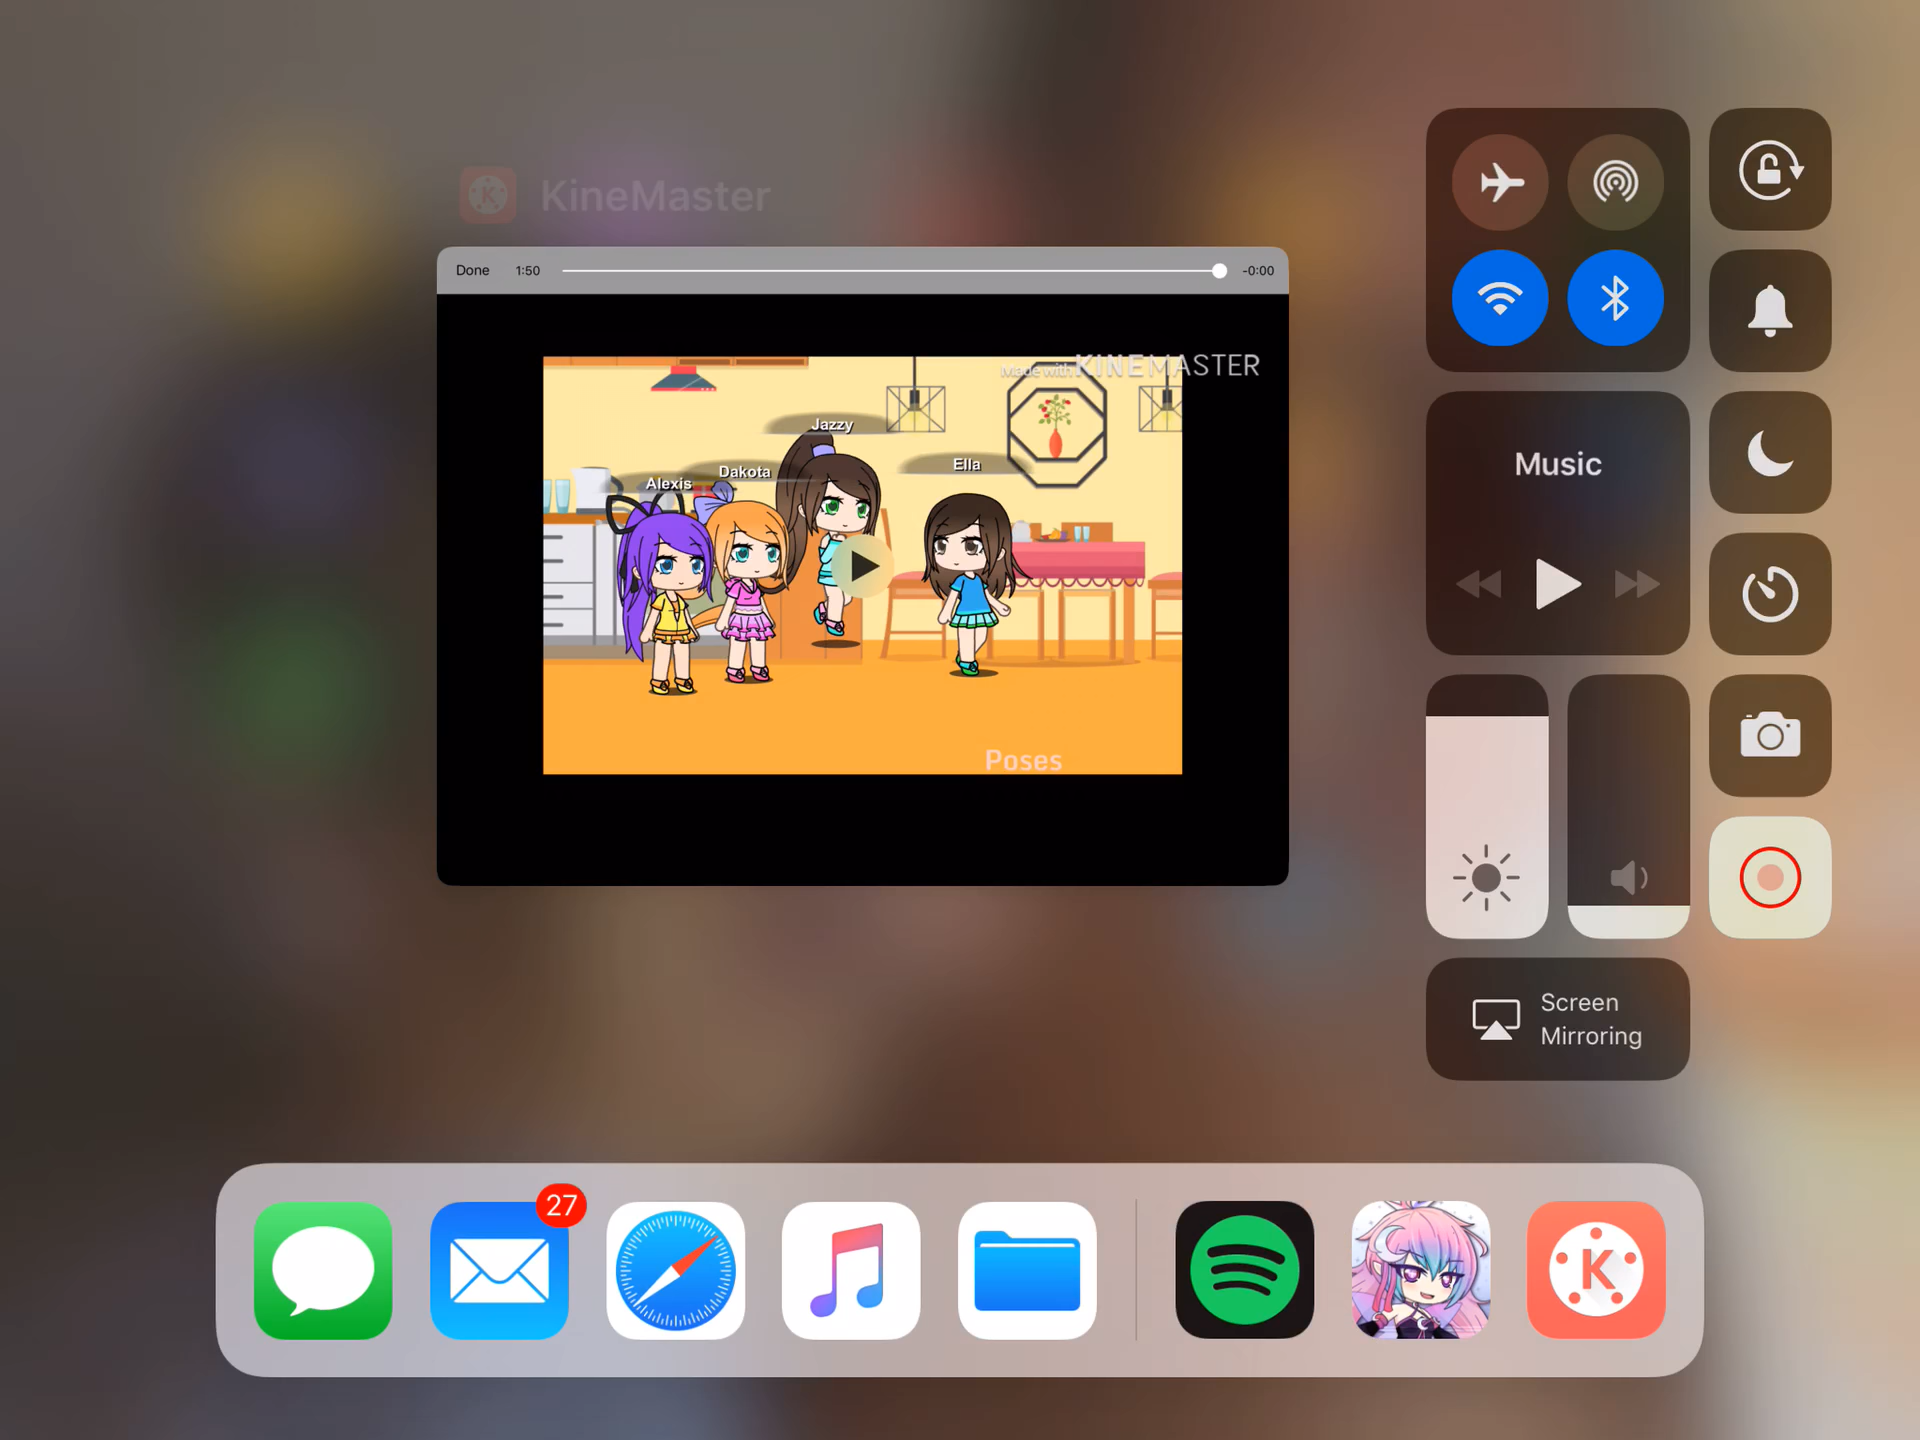 KineMaster
Done 1:50 -0:00
Made with KINEMASTER
Jazzy
Ella
Dakota
Alexis
Poses
Music
Screen
Mirroring
27
K